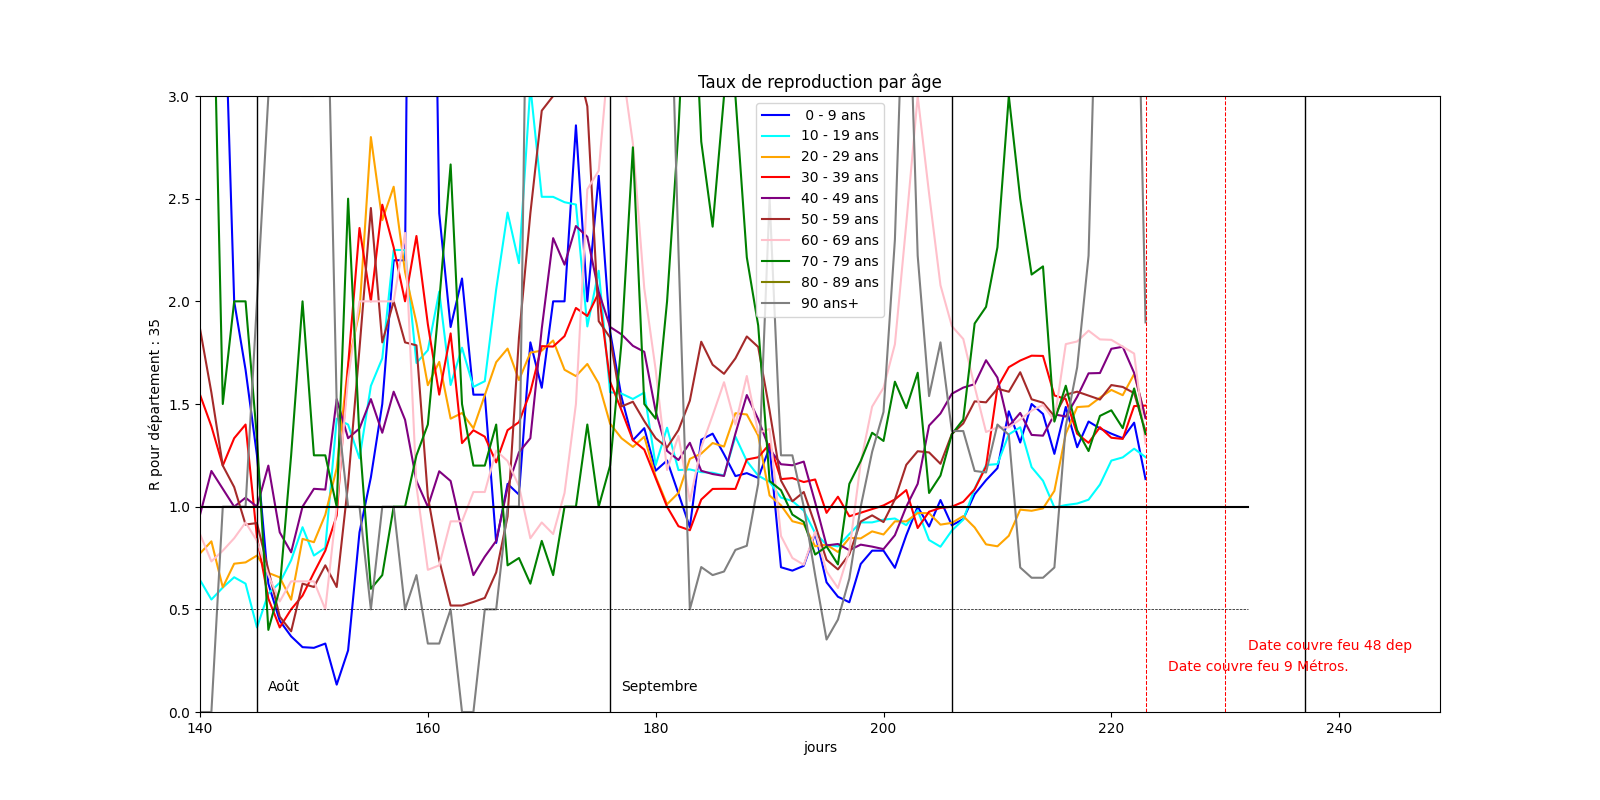 Taux de reproduction par âge
3.0
2.5
2.0
1.5
1.0
0.5
0.0
R pour département : 35
0 - 9 ans
10 - 19 ans
20 - 29 ans
30 - 39 ans
40 - 49 ans
50 - 59 ans
60 - 69 ans
70 - 79 ans
80 - 89 ans
90 ans+
Date couvre feu 48 dep
Date couvre feu 9 Métros.
Août
Septembre
140
160
180
200
220
240
jours